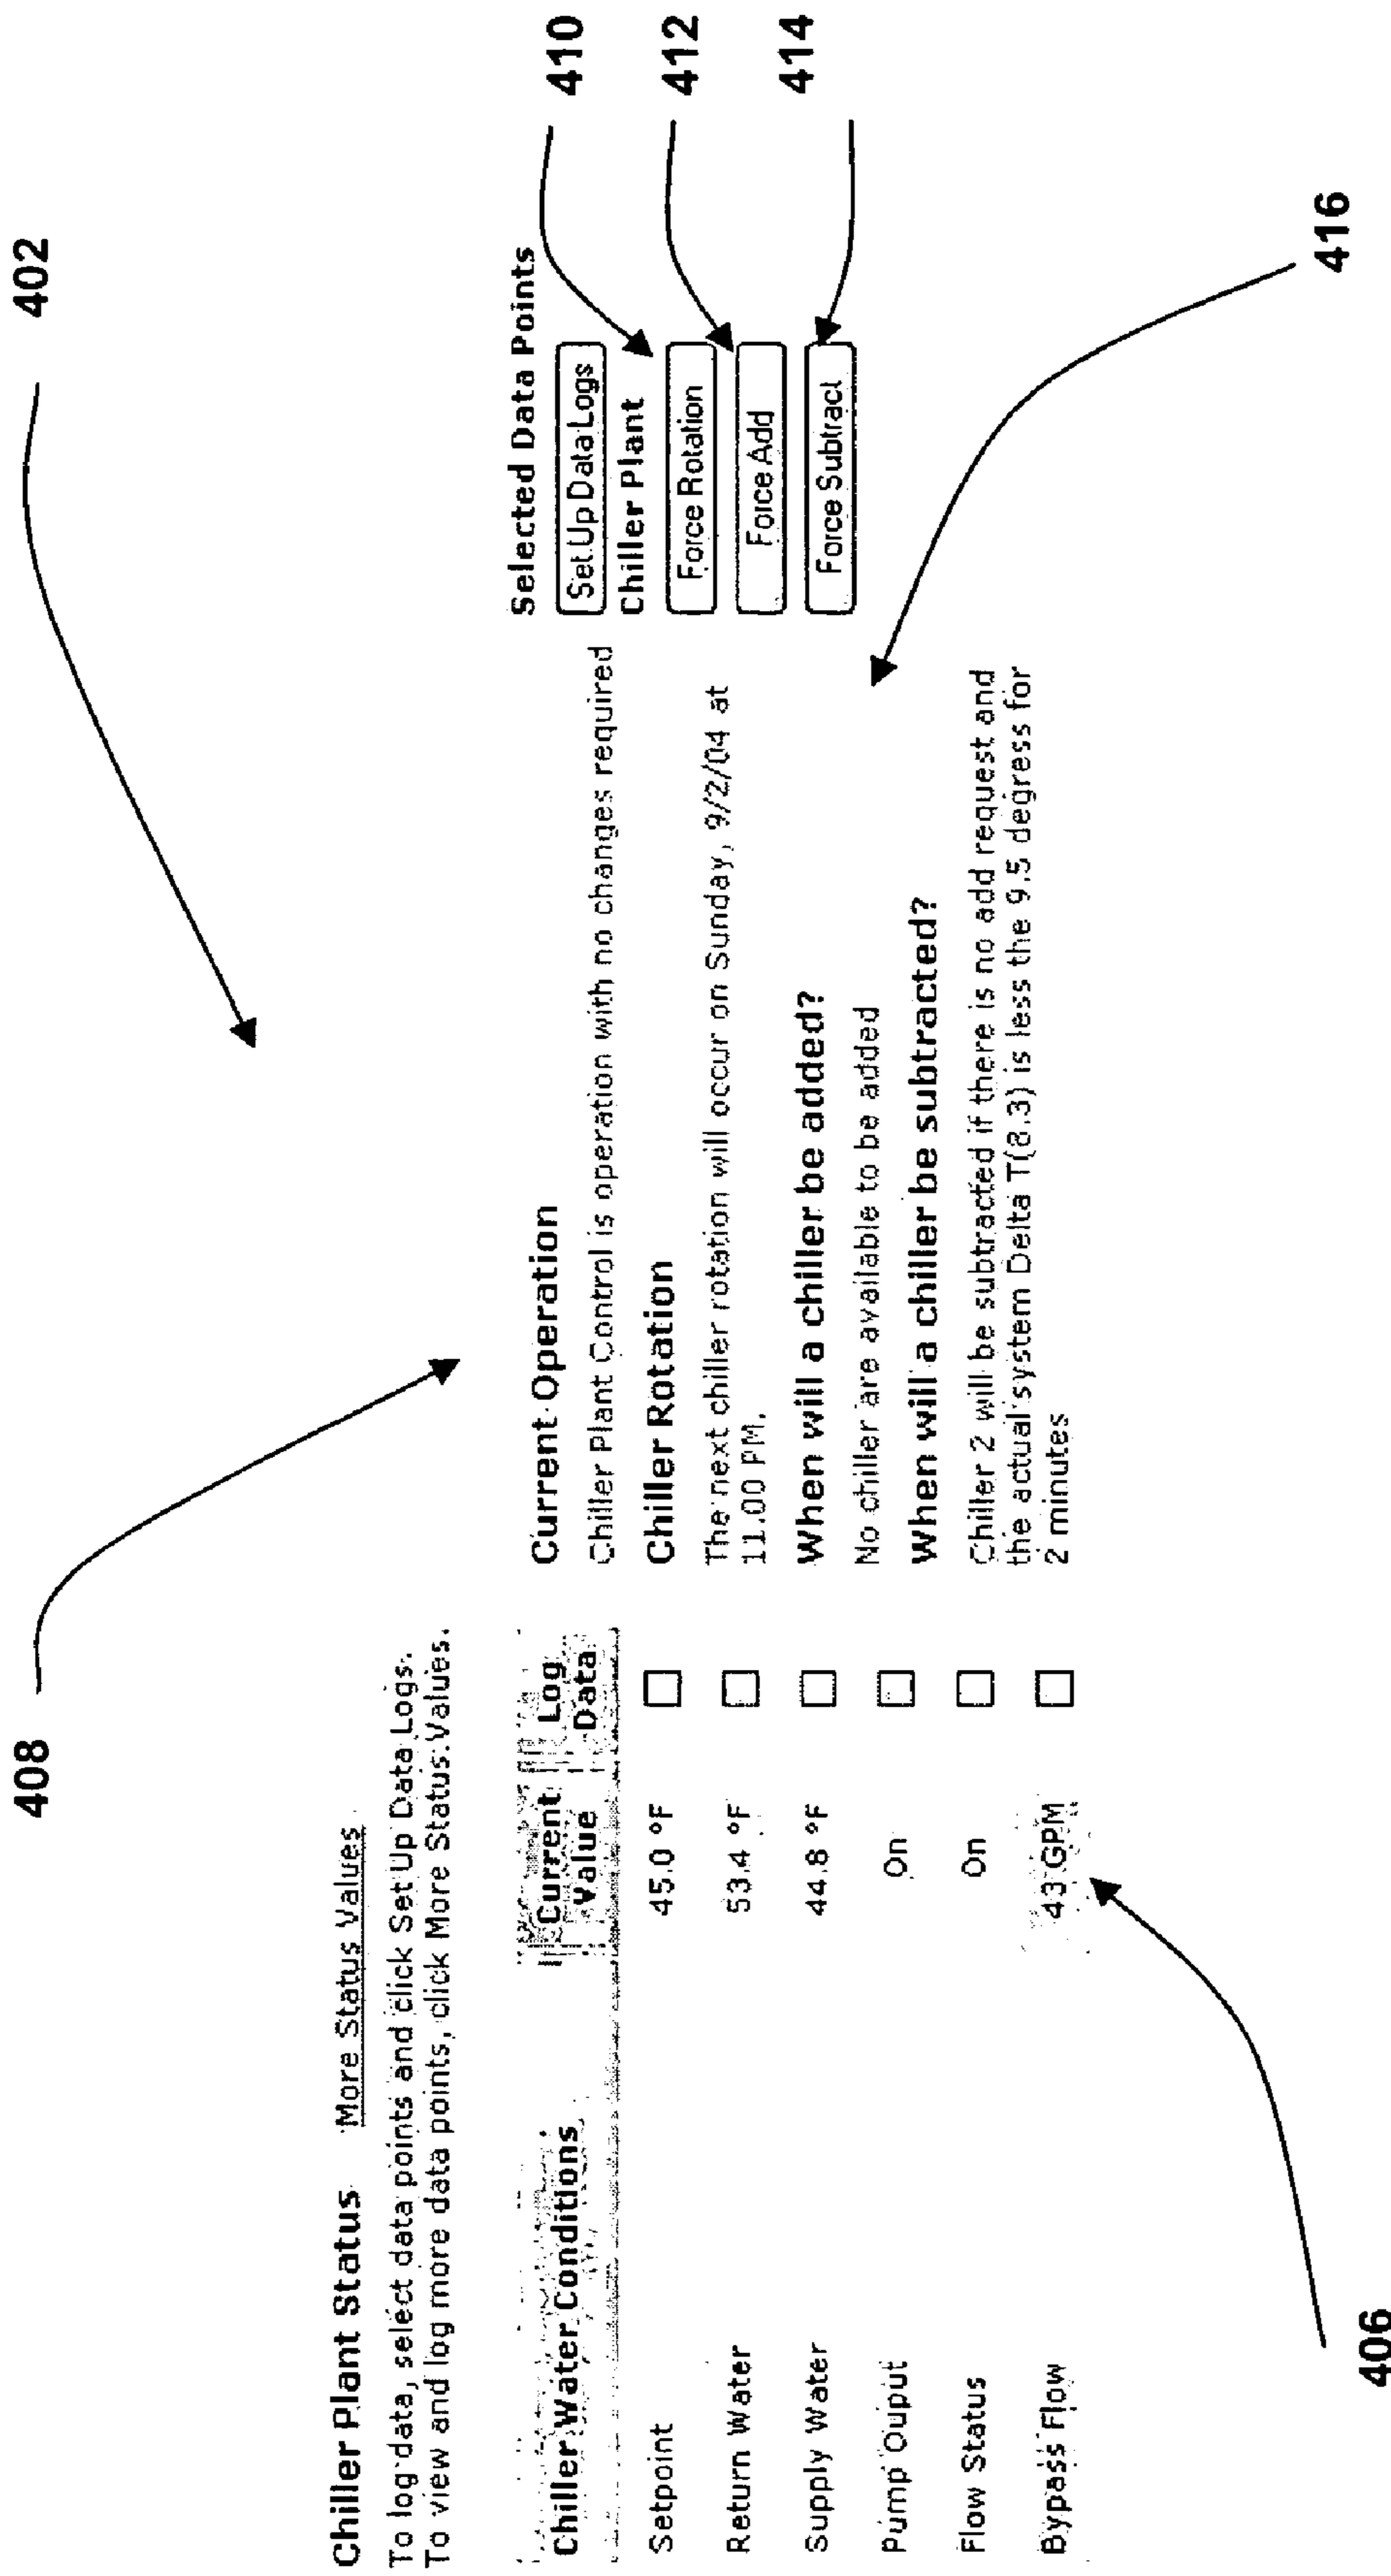 402
408
Chiller Plant Status More Status Values
To log data, select data points and click Set Up Data Logs.
To view and log more data points, click More Status Values.
Chiller Water Conditions
Current Value
Log Data
Setpoint 45.0 °F
Return Water 53.4 °F
Supply Water 44.8 °F
Pump Ouput On
Flow Status On
Bypass Flow 43 GPM
406
Current Operation
Chiller Plant Control is operation with no changes required
Chiller Rotation
The next chiller rotation will occur on Sunday, 9/2/04 at
11.00 PM.
When will a chiller be added?
No chiller are available to be added
When will a chiller be subtracted?
Chiller 2 will be subtracted if there is no add request and
the actual system Delta T(8.3) is less the 9.5 degress for
2 minutes
Selected Data Points
Set Up Data Logs
Chiller Plant
Force Rotation
Force Add
Force Subtract
410
412
414
416